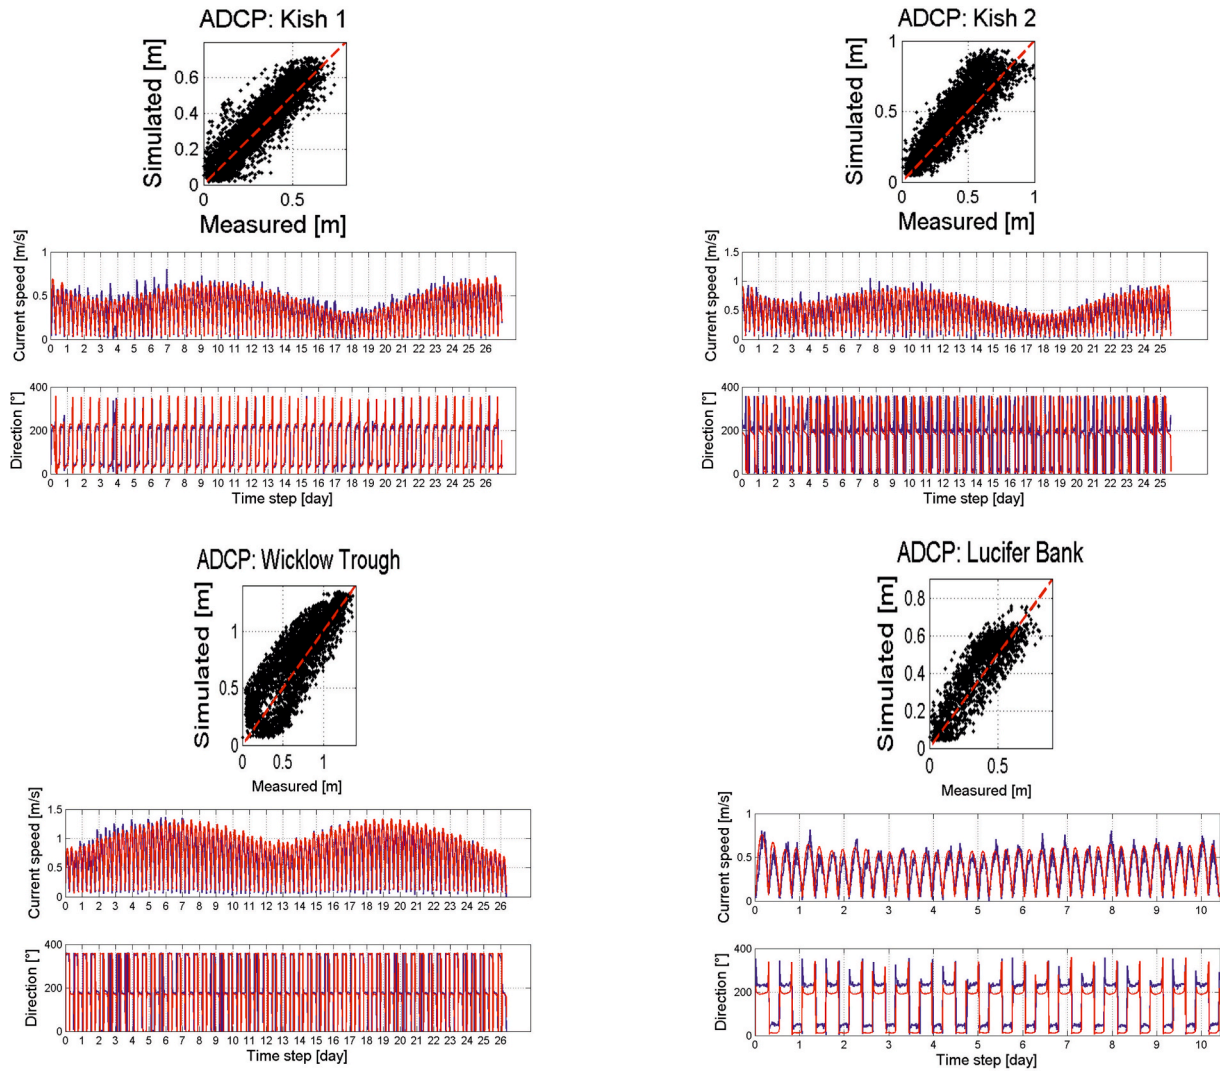 ADCP: Kish 1
Simulated [m]
0.6
0.4
0.2
0
0 0.5
Measured [m]
Current speed [m/s]
1
0.5
0
0 1 2 3 4 5 6 7 8 9 10 11 12 13 14 15 16 17 18 19 20 21 22 23 24 25 26
Direction [°]
400
200
0
0 1 2 3 4 5 6 7 8 9 10 11 12 13 14 15 16 17 18 19 20 21 22 23 24 25 26
Time step [day]
ADCP: Kish 2
Simulated [m]
1
0.5
0
0 0.5 1
Measured [m]
Current speed [m/s]
1.5
1
0.5
0
0 1 2 3 4 5 6 7 8 9 10 11 12 13 14 15 16 17 18 19 20 21 22 23 24 25
Direction [°]
400
200
0
0 1 2 3 4 5 6 7 8 9 10 11 12 13 14 15 16 17 18 19 20 21 22 23 24 25
Time step [day]
ADCP: Wicklow Trough
Simulated [m]
1
0.5
0
0 1
Measured [m]
Current speed [m/s]
1.5
1
0.5
0
0 1 2 3 4 5 6 7 8 9 10 11 12 13 14 15 16 17 18 19 20 21 22 23 24 25 26
Direction [°]
400
200
0
0 1 2 3 4 5 6 7 8 9 10 11 12 13 14 15 16 17 18 19 20 21 22 23 24 25 26
Time step [day]
ADCP: Lucifer Bank
Simulated [m]
0.8
0.6
0.4
0.2
0
0 0.5
Measured [m]
Current speed [m/s]
1
0.5
0
0 1 2 3 4 5 6 7 8 9 10
Direction [°]
400
200
0
0 1 2 3 4 5 6 7 8 9 10
Time step [day]